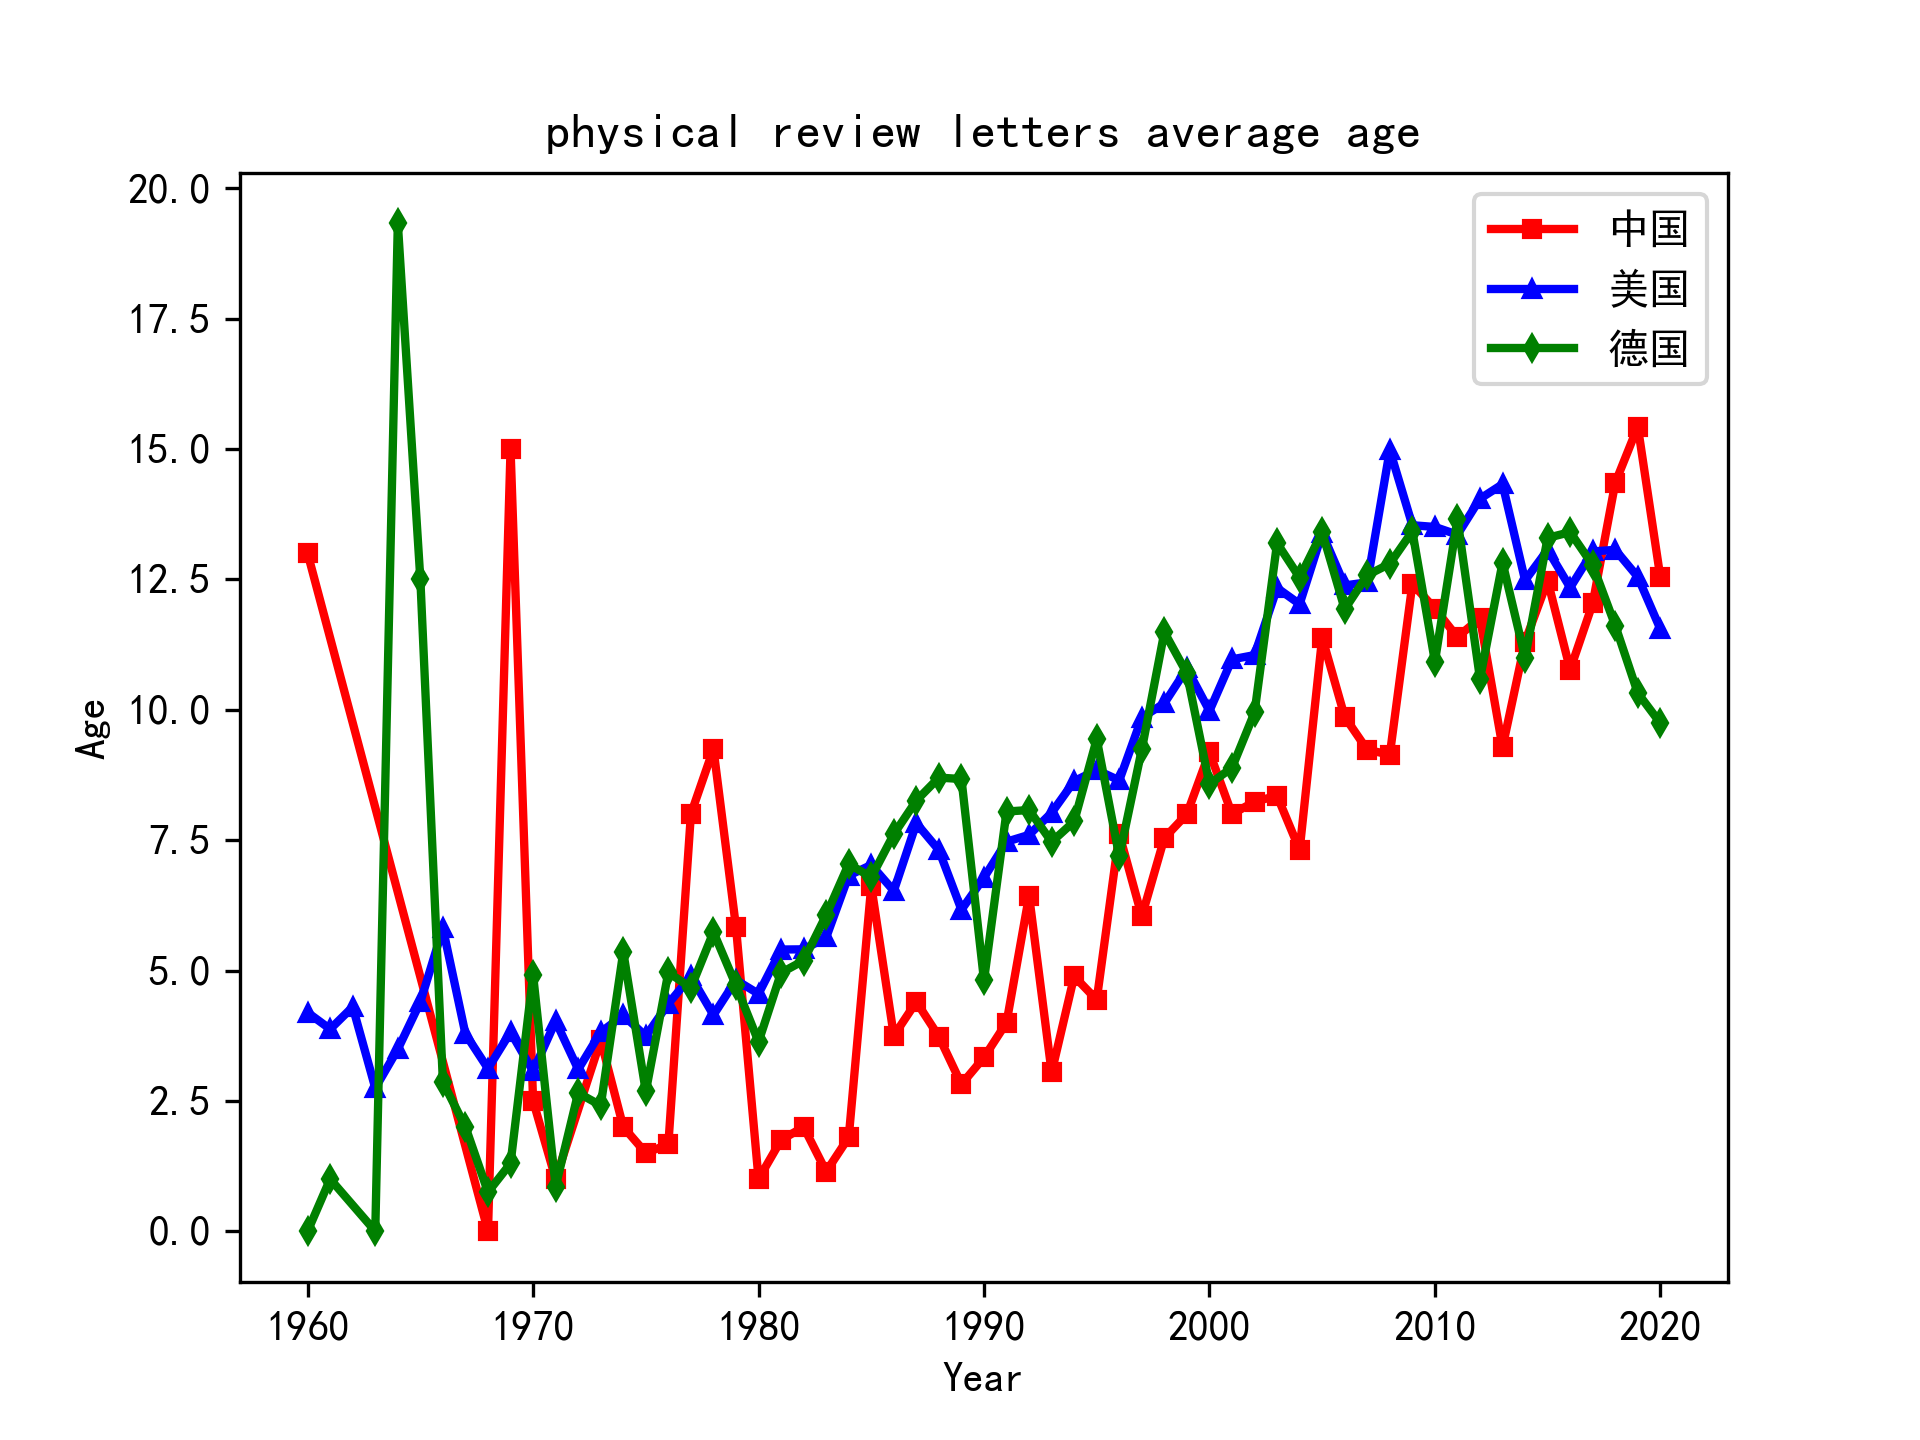 physical review letters average age
中国
美国
德国
20.0
17.5
15.0
12.5
10.0
7.5
5.0
2.5
0.0
Age
1960 1970 1980 1990 2000 2010 2020
Year